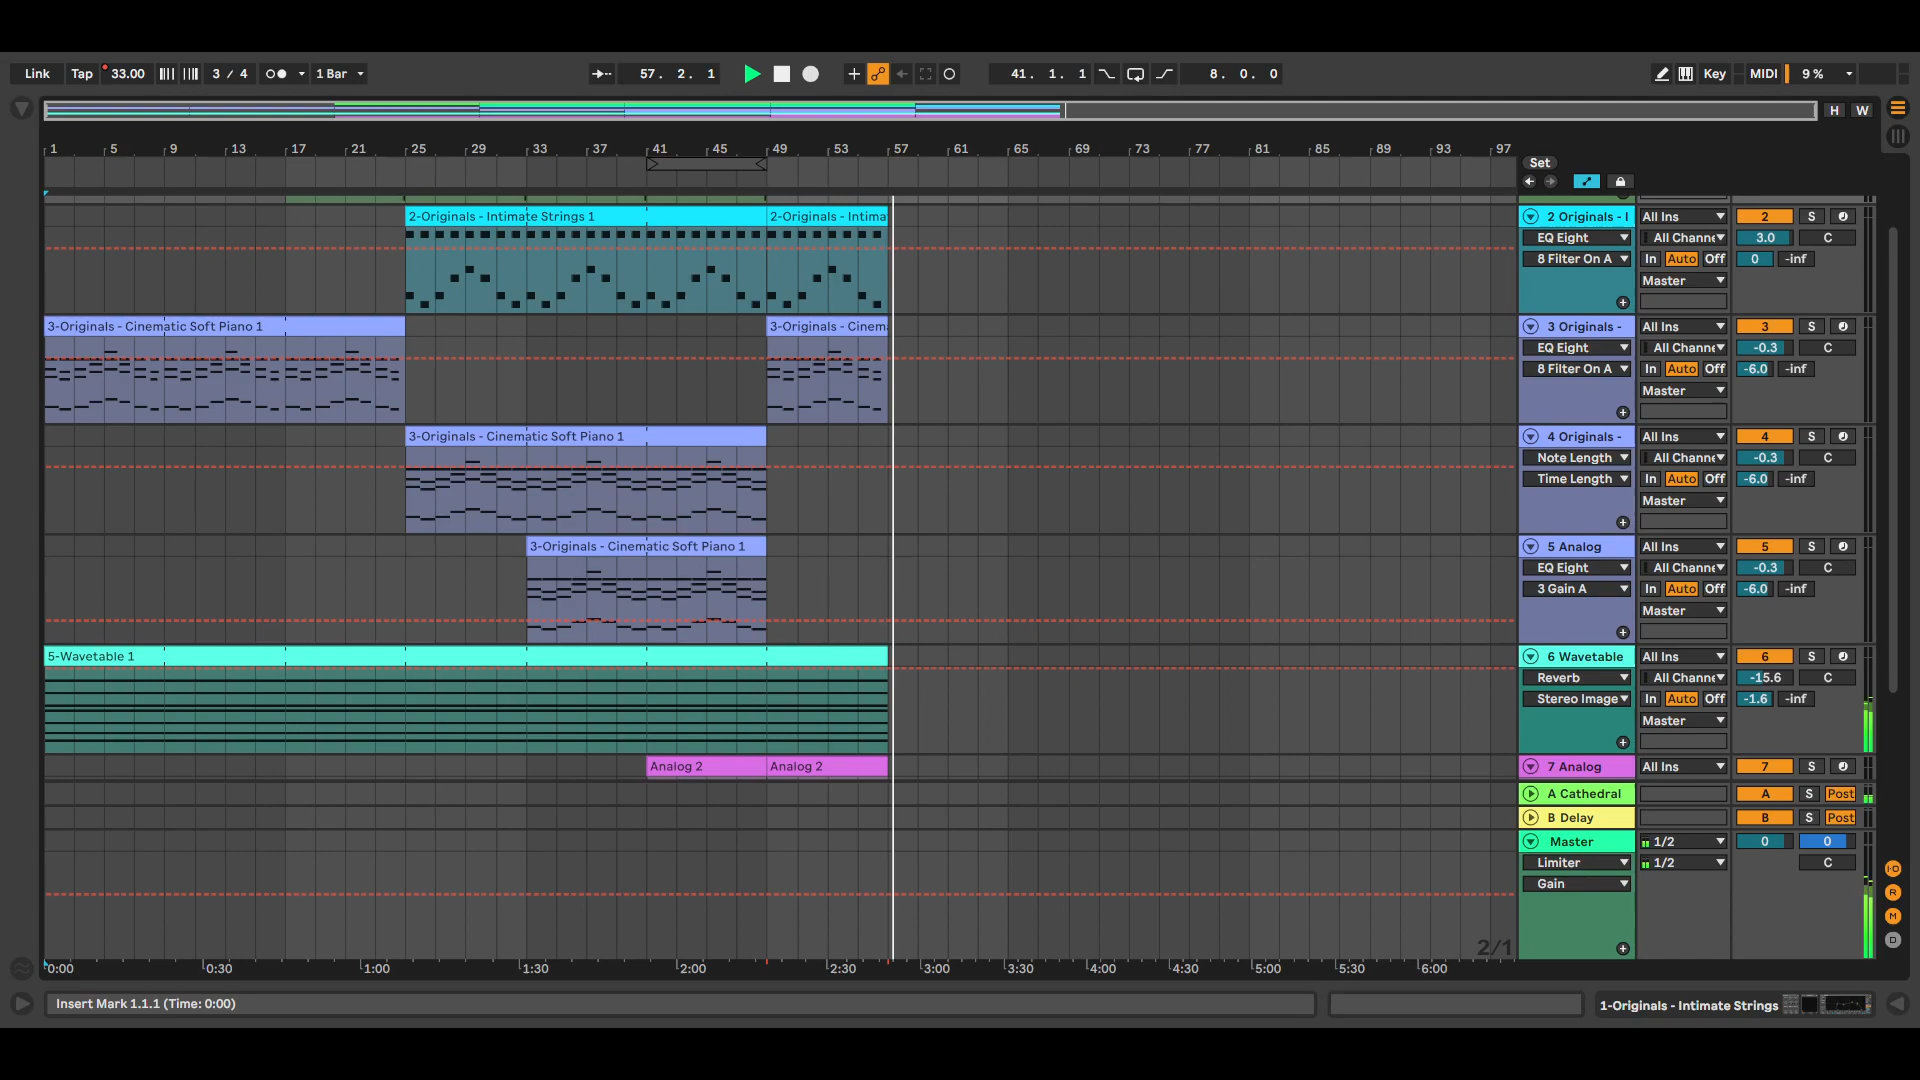 Link Tap 33.00 3 / 4 1 Bar 57. 2. 1 41. 1. 1 8. 0. 0 Key MIDI 9 %
H W
1 5 9 13 17 21 25 29 33 37 41 45 49 53 57 61 65 69 73 77 81 85 89 93 97
Set
2-Originals - Intimate Strings 1 2-Originals - Intima 2 Originals - I All Ins 2 S
EQ Eight All Channe 3.0 C
8 Filter On A In Auto Off 0 -inf
Master
3-Originals - Cinematic Soft Piano 1 3-Originals - Cinem 3 Originals - All Ins 3 S
EQ Eight All Channe -0.3 C
8 Filter On A In Auto Off -6.0 -inf
Master
3-Originals - Cinematic Soft Piano 1 4 Originals - All Ins 4 S
Note Length All Channe -0.3 C
Time Length In Auto Off -6.0 -inf
Master
3-Originals - Cinematic Soft Piano 1 5 Analog All Ins 5 S
EQ Eight All Channe -0.3 C
3 Gain A In Auto Off -6.0 -inf
Master
5-Wavetable 1 6 Wavetable All Ins 6 S
Reverb All Channe -15.6 C
Stereo Image In Auto Off -1.6 -inf
Master
Analog 2 Analog 2 7 Analog All Ins 7 S
A Cathedral A S Post
B Delay B S Post
Master 1/2 0 0
Limiter 1/2 C
Gain I·O
R
M
2/1 D
0:00 0:30 1:00 1:30 2:00 2:30 3:00 3:30 4:00 4:30 5:00 5:30 6:00
Insert Mark 1.1.1 (Time: 0:00) 1-Originals - Intimate Strings